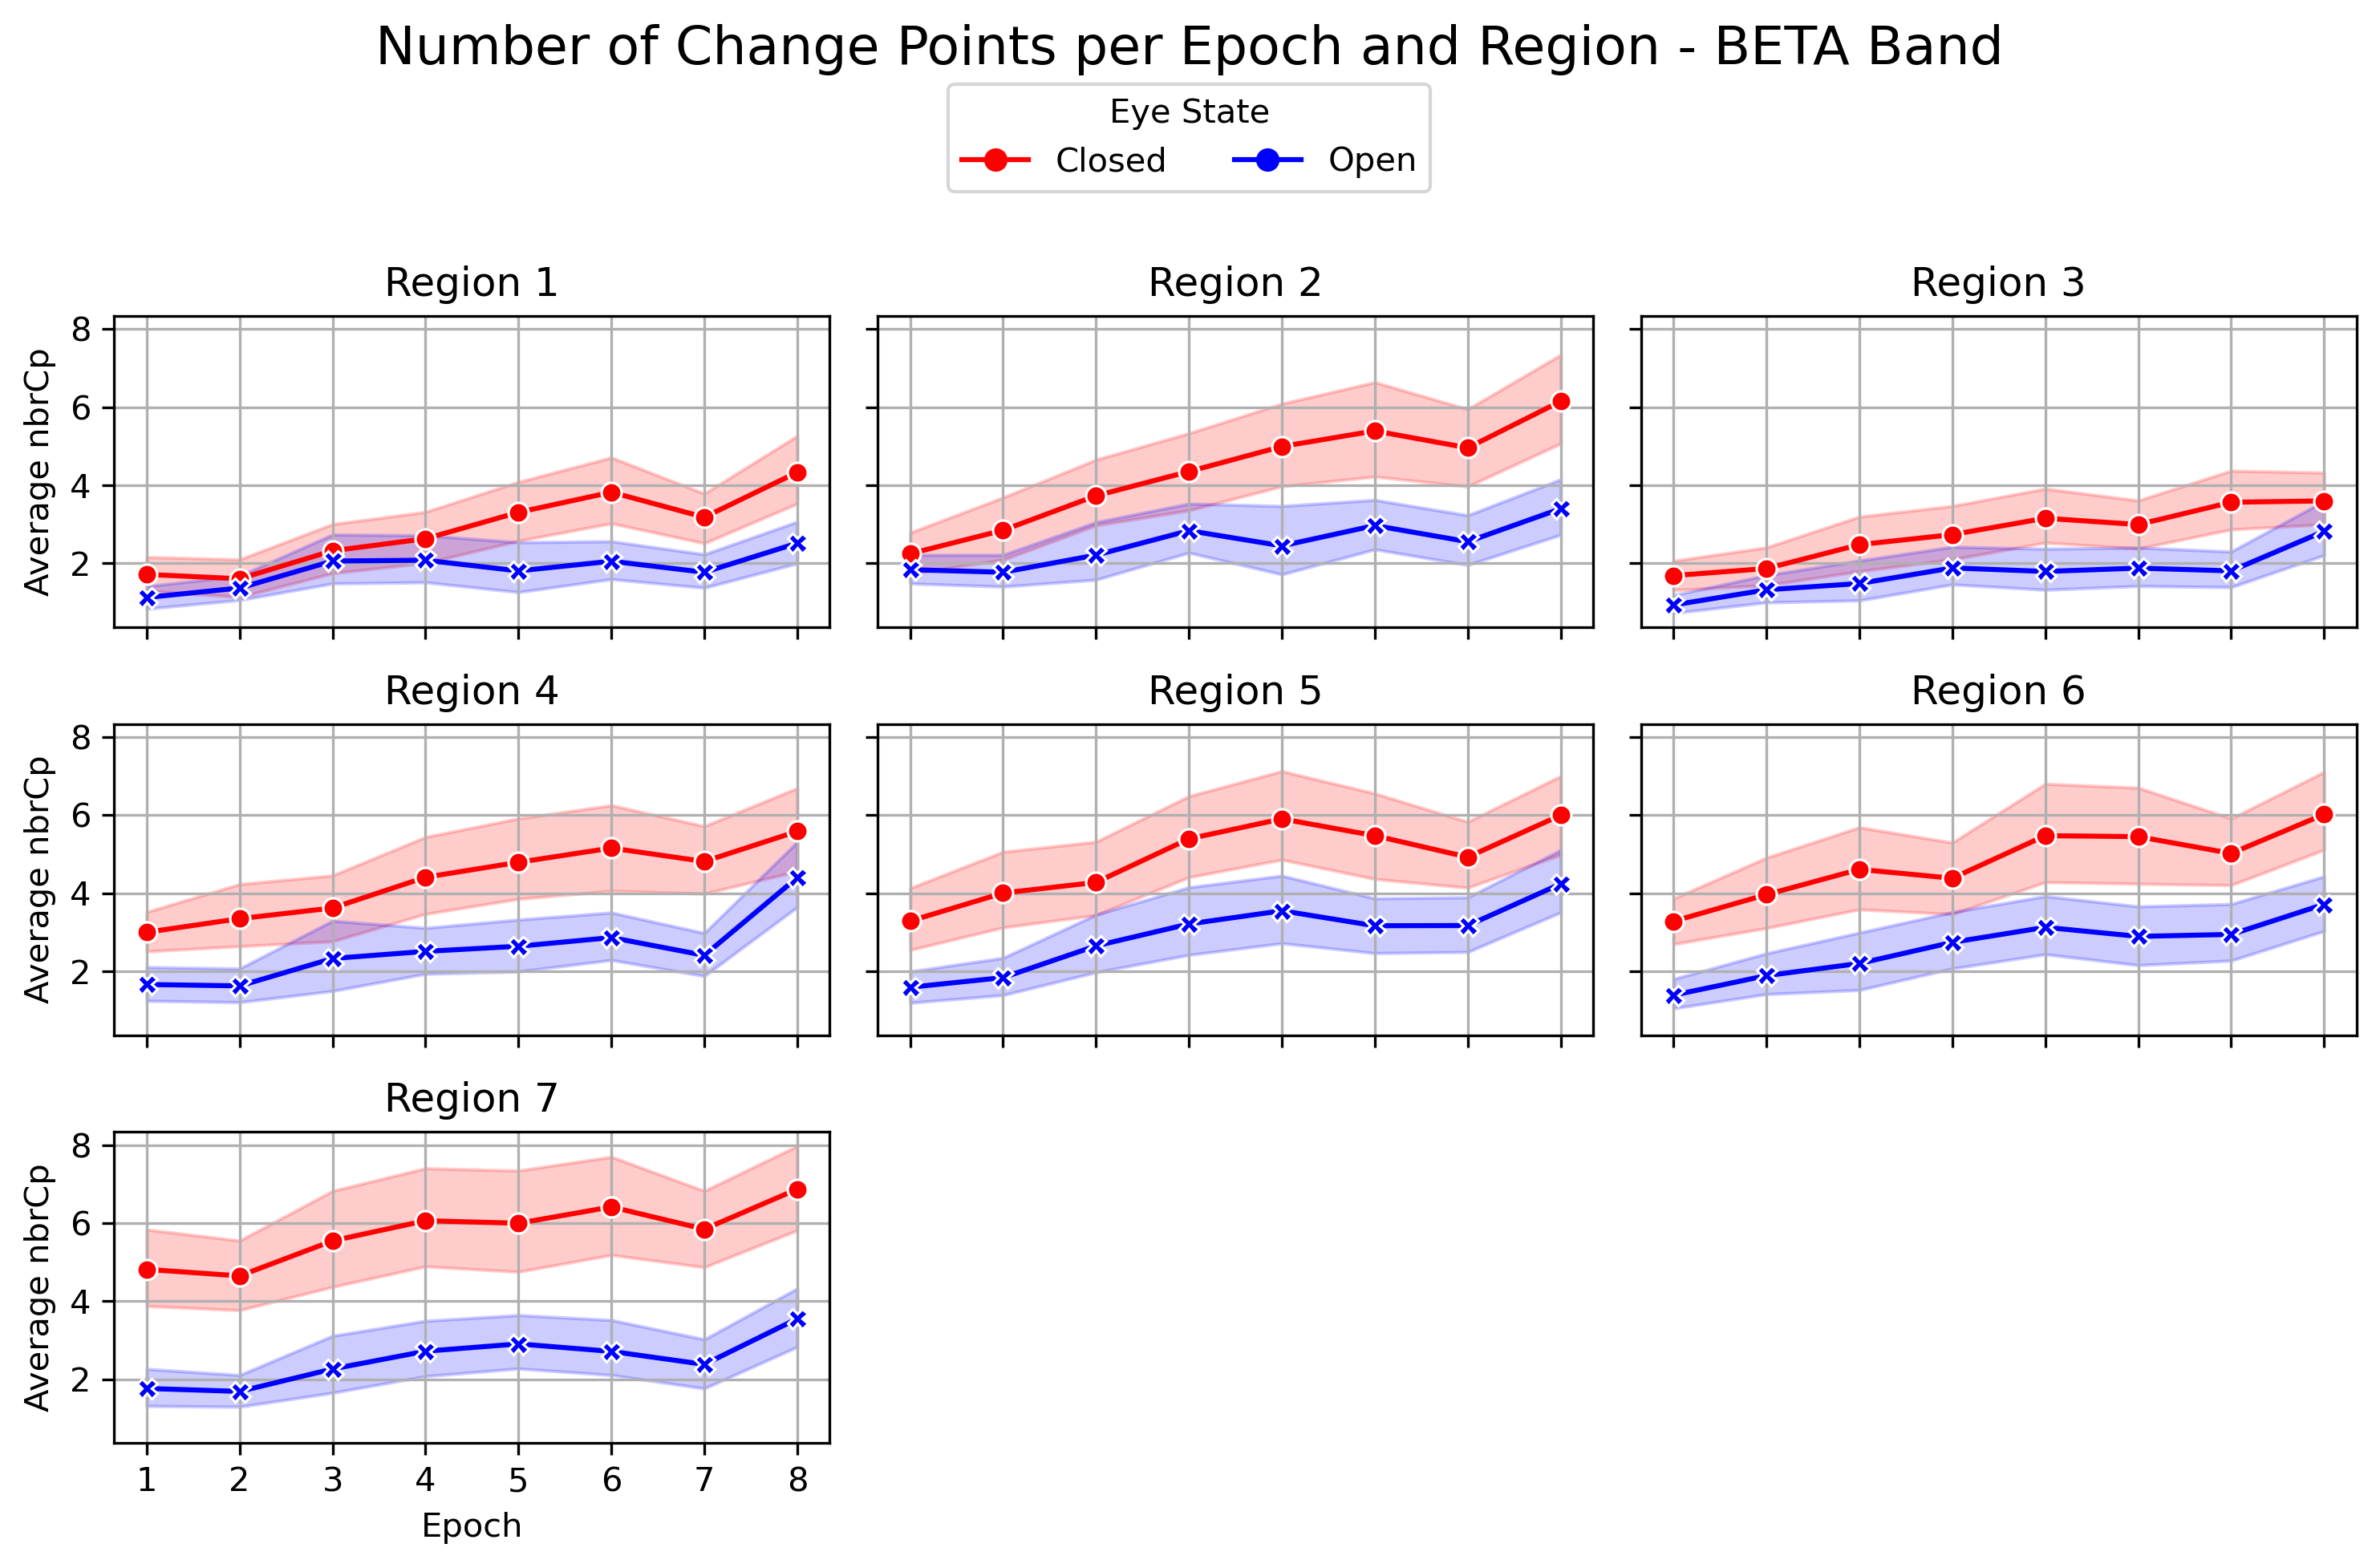 Number of Change Points per Epoch and Region - BETA Band
Eye State
Closed Open
Region 1 Region 2 Region 3
8
6
4
2
Average nbrCp
Region 4 Region 5 Region 6
8
6
4
2
Average nbrCp
Region 7
8
6
4
2
Average nbrCp
1 2 3 4 5 6 7 8
Epoch